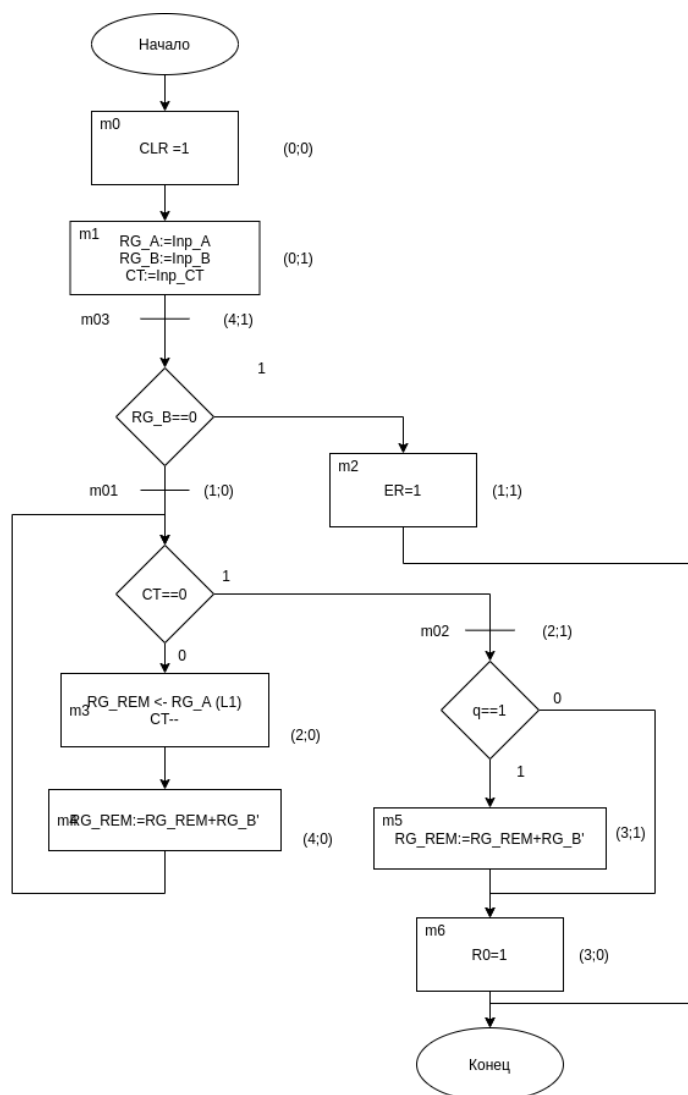 Начало
m0
CLR =1
(0;0)
m1
RG_A:=Inp_A
RG_B:=Inp_B
CT:=Inp_CT
(0;1)
m03
(4;1)
1
RG_B==0
m2
ER=1
(1;1)
m01
(1;0)
CT==0
1
m02
(2;1)
0
m3
RG_REM <- RG_A (L1)
CT--
(2;0)
q==1
0
1
m4
RG_REM:=RG_REM+RG_B'
(4;0)
m5
RG_REM:=RG_REM+RG_B'
(3;1)
m6
R0=1
(3;0)
Конец